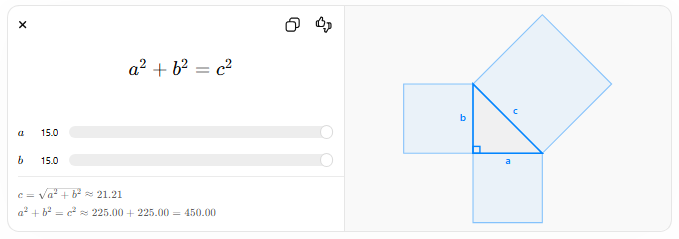 a² + b² = c²
a 15.0
b 15.0
c = √(a² + b²) ≈ 21.21
a² + b² = c² ≈ 225.00 + 225.00 = 450.00
b
c
a